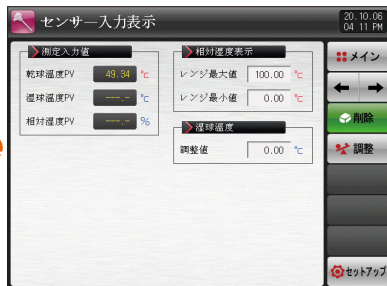 センサー入力表示
20.10.06
04 11 PM
測定入力値
乾球温度PV 49.34 ℃
湿球温度PV ---.- ℃
相対湿度PV ---.- %
相対湿度表示
レンジ最大値 100.00 ℃
レンジ最小値 0.00 ℃
湿球温度
調整値 0.00 ℃
メイン
削除
調整
セットアップ